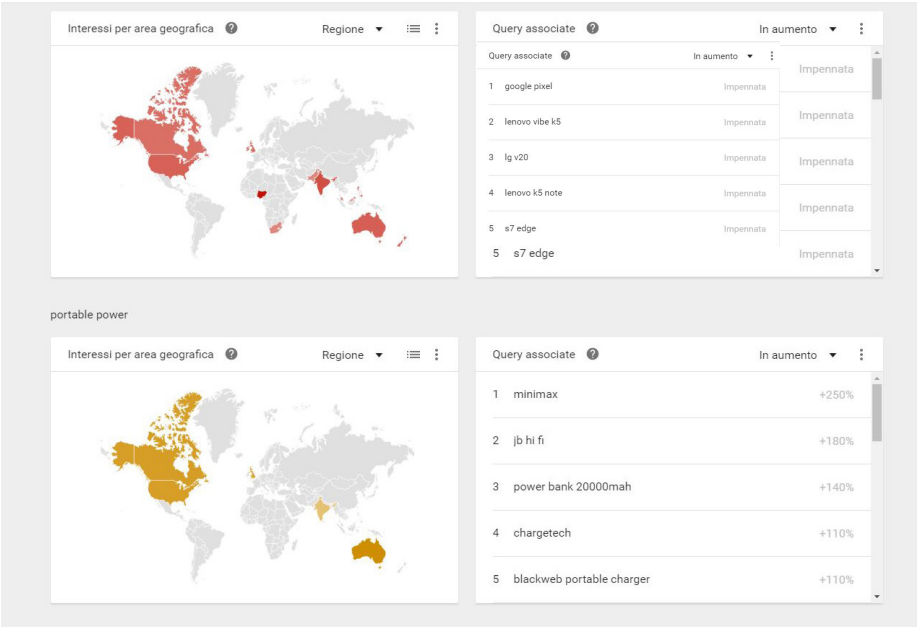 Interessi per area geografica ?
Regione
Query associate ?
In aumento
Query associate ?
In aumento
1 google pixel Impennata
2 lenovo vibe k5 Impennata
3 lg v20 Impennata
4 lenovo k5 note Impennata
5 s7 edge Impennata
Impennata
Impennata
Impennata
Impennata
5 s7 edge Impennata
portable power
Interessi per area geografica ?
Regione
Query associate ?
In aumento
1 minimax +250%
2 jb hi fi +180%
3 power bank 20000mah +140%
4 chargetech +110%
5 blackweb portable charger +110%